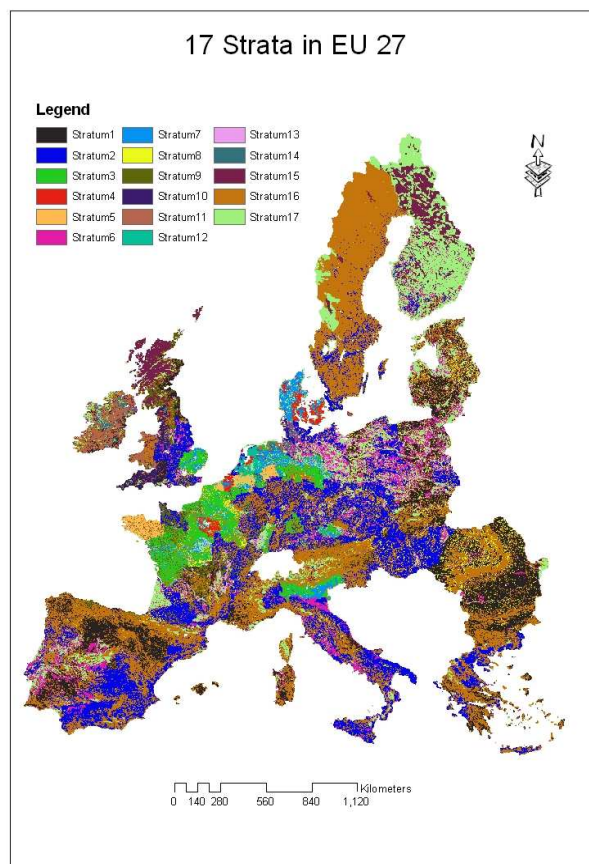 17 Strata in EU 27
Legend
Stratum1 Stratum7 Stratum13
Stratum2 Stratum8 Stratum14
Stratum3 Stratum9 Stratum15
Stratum4 Stratum10 Stratum16
Stratum5 Stratum11 Stratum17
Stratum6 Stratum12
N
Kilometers
0 140 280 560 840 1,120